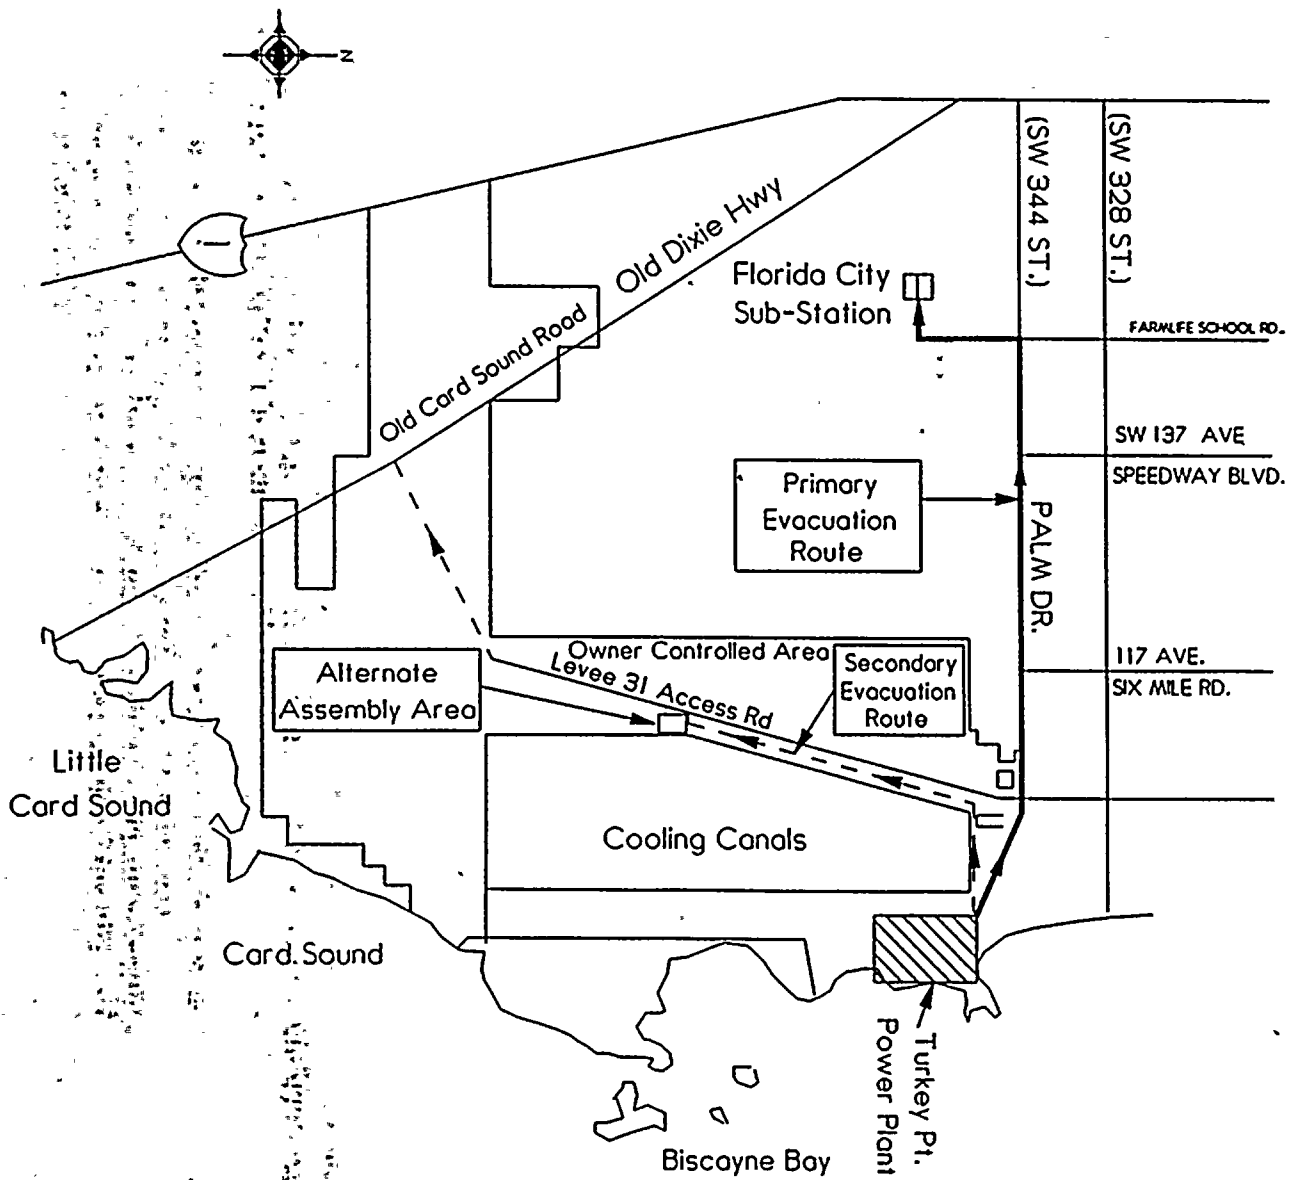 N
1
(SW 344 ST.)
(SW 328 ST.)
Old Dixie Hwy
Florida City
Sub-Station
FARMLIFE SCHOOL RD.
Old Card Sound Road
SW 137 AVE
SPEEDWAY BLVD.
Primary
Evacuation
Route
PALM DR.
Owner Controlled Area
117 AVE.
SIX MILE RD.
Alternate
Assembly Area
Levee 31 Access Rd
Secondary
Evacuation
Route
Little
Card Sound
Cooling Canals
Card Sound
Turkey Pt.
Power Plant
Biscayne Bay